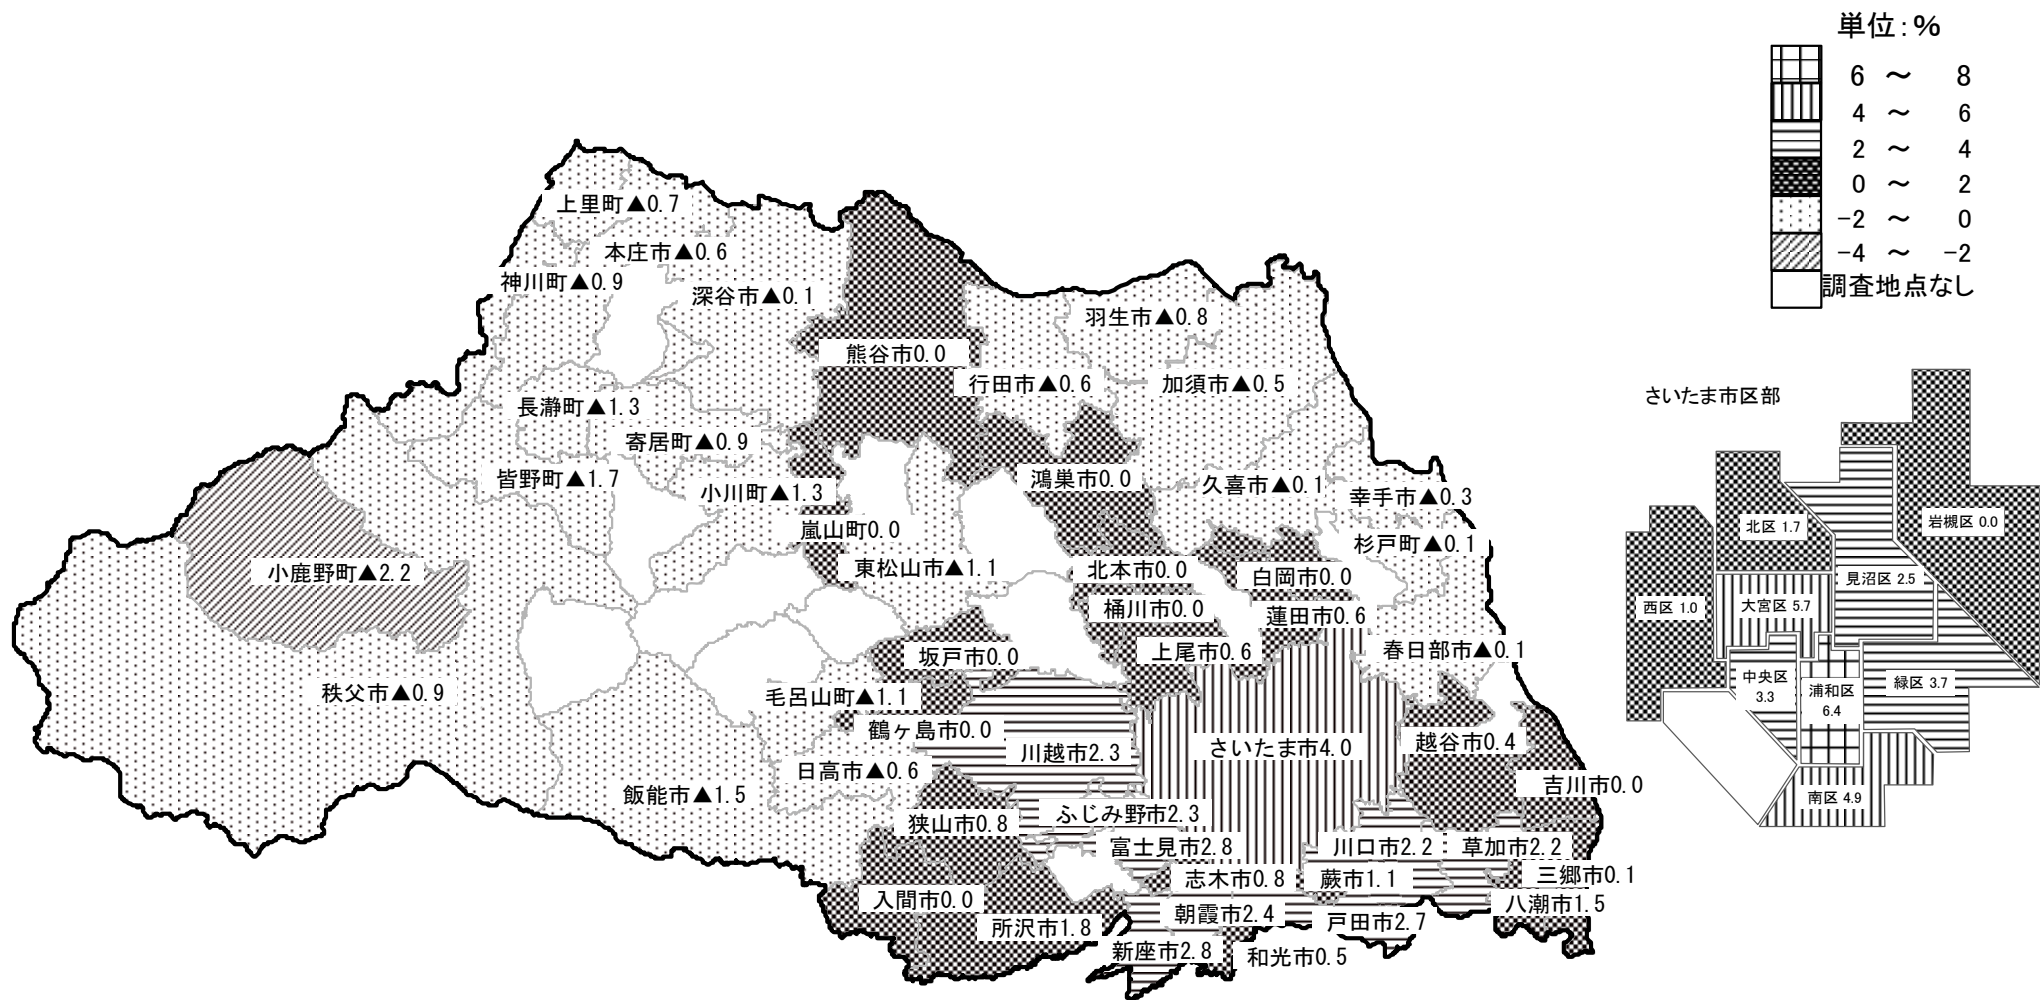 単位:%
6 ～ 8
4 ～ 6
2 ～ 4
0 ～ 2
-2 ～ 0
-4 ～ -2
調査地点なし
上里町▲0.7
本庄市▲0.6
神川町▲0.9
深谷市▲0.1
羽生市▲0.8
熊谷市0.0
行田市▲0.6
加須市▲0.5
長瀞町▲1.3
寄居町▲0.9
皆野町▲1.7
小川町▲1.3
鴻巣市0.0
久喜市▲0.1
幸手市▲0.3
嵐山町0.0
杉戸町▲0.1
小鹿野町▲2.2
東松山市▲1.1
北本市0.0
白岡市0.0
桶川市0.0
蓮田市0.6
坂戸市0.0
上尾市0.6
春日部市▲0.1
秩父市▲0.9
毛呂山町▲1.1
鶴ヶ島市0.0
川越市2.3
さいたま市4.0
越谷市0.4
日高市▲0.6
飯能市▲1.5
吉川市0.0
狭山市0.8
ふじみ野市2.3
富士見市2.8
川口市2.2
草加市2.2
志木市0.8
蕨市1.1
三郷市0.1
入間市0.0
朝霞市2.4
八潮市1.5
所沢市1.8
戸田市2.7
新座市2.8
和光市0.5
さいたま市区部
北区 1.7
岩槻区 0.0
見沼区 2.5
西区 1.0
大宮区 5.7
中央区
3.3
浦和区
6.4
緑区 3.7
南区 4.9